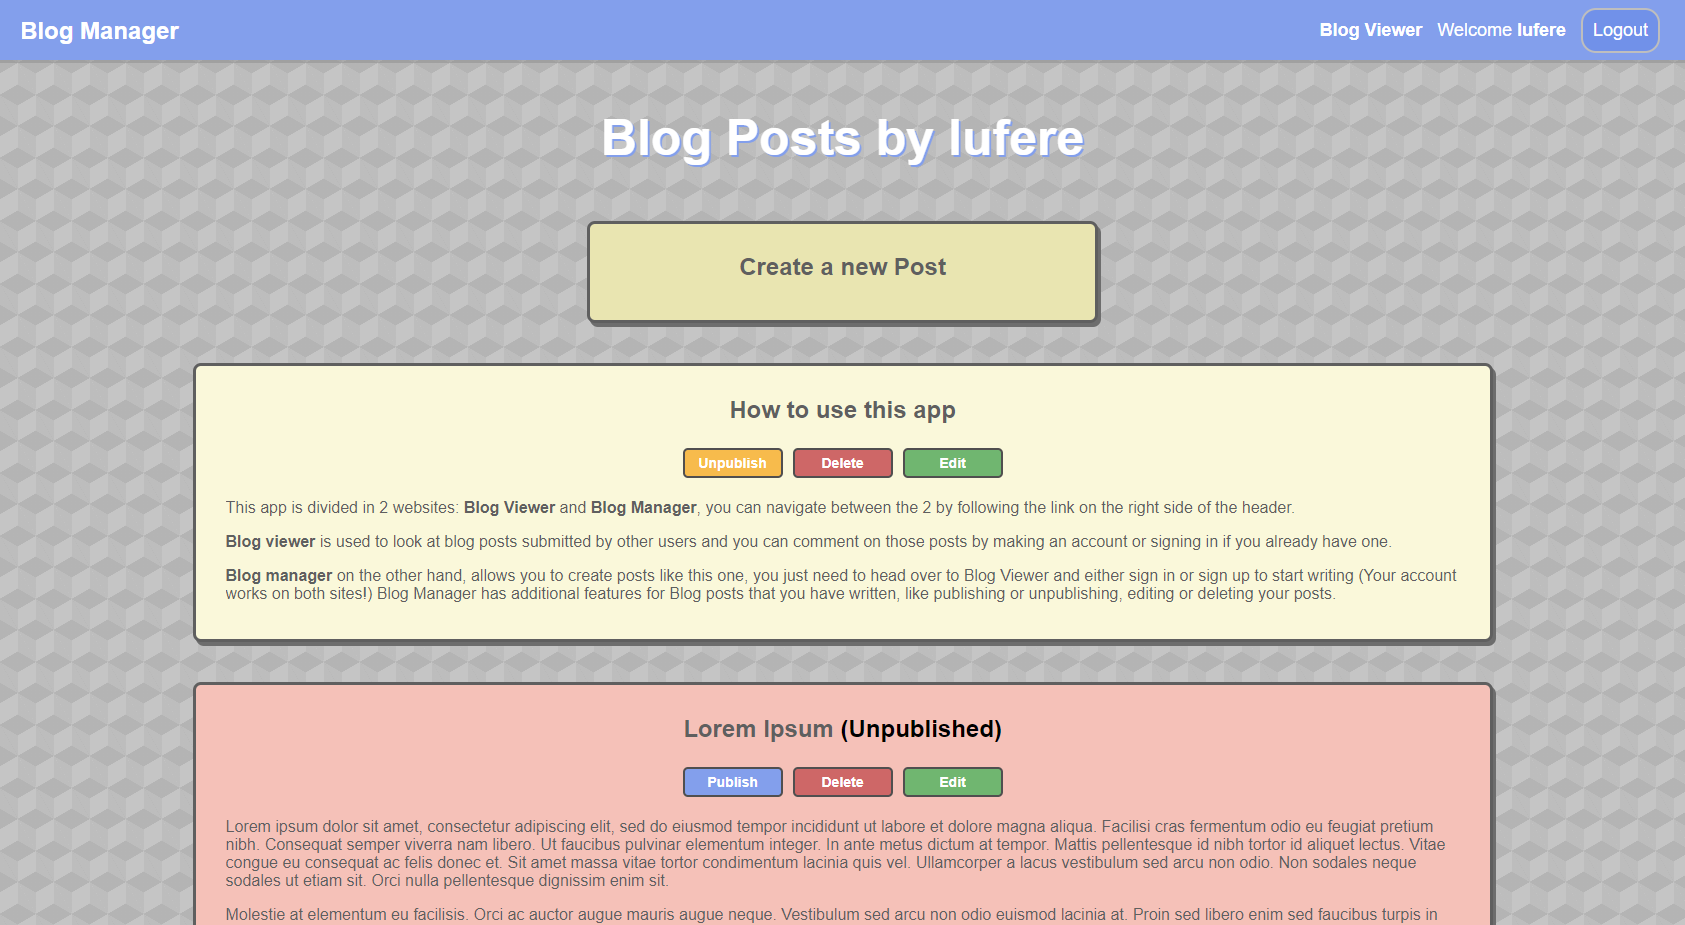 Blog Manager
Blog Viewer Welcome lufere Logout
Blog Posts by lufere
Create a new Post
How to use this app
Unpublish Delete Edit
This app is divided in 2 websites: Blog Viewer and Blog Manager, you can navigate between the 2 by following the link on the right side of the header.
Blog viewer is used to look at blog posts submitted by other users and you can comment on those posts by making an account or signing in if you already have one.
Blog manager on the other hand, allows you to create posts like this one, you just need to head over to Blog Viewer and either sign in or sign up to start writing (Your account
works on both sites!) Blog Manager has additional features for Blog posts that you have written, like publishing or unpublishing, editing or deleting your posts.
Lorem Ipsum (Unpublished)
Publish Delete Edit
Lorem ipsum dolor sit amet, consectetur adipiscing elit, sed do eiusmod tempor incididunt ut labore et dolore magna aliqua. Facilisi cras fermentum odio eu feugiat pretium
nibh. Consequat semper viverra nam libero. Ut faucibus pulvinar elementum integer. In ante metus dictum at tempor. Mattis pellentesque id nibh tortor id aliquet lectus. Vitae
congue eu consequat ac felis donec et. Sit amet massa vitae tortor condimentum lacinia quis vel. Ullamcorper a lacus vestibulum sed arcu non odio. Non sodales neque
sodales ut etiam sit. Orci nulla pellentesque dignissim enim sit.
Molestie at elementum eu facilisis. Orci ac auctor augue mauris augue neque. Vestibulum sed arcu non odio euismod lacinia at. Proin sed libero enim sed faucibus turpis in